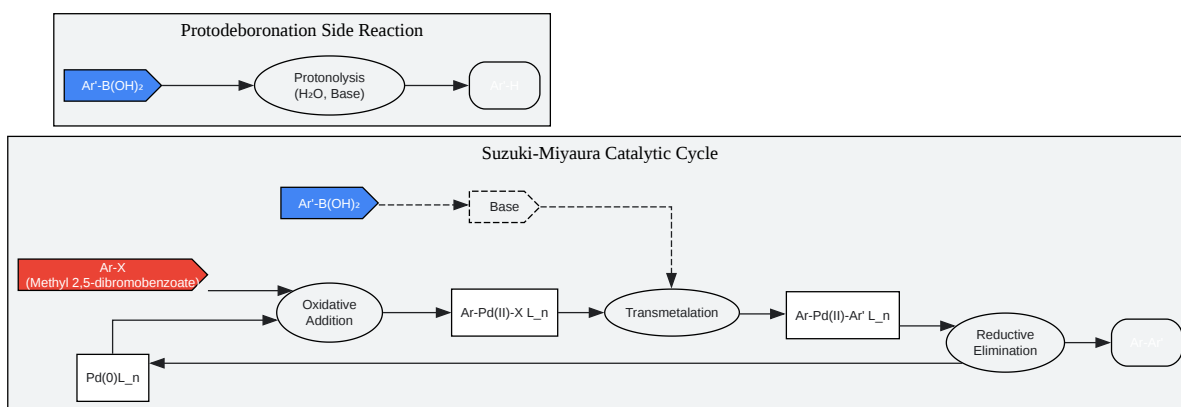 Protodeboronation Side Reaction
Ar'-B(OH)₂
Protonolysis
(H₂O, Base)
Ar'-H
Suzuki-Miyaura Catalytic Cycle
Ar'-B(OH)₂
Base
Ar-X
(Methyl 2,5-dibromobenzoate)
Oxidative
Addition
Ar-Pd(II)-X L_n
Transmetalation
Ar-Pd(II)-Ar' L_n
Reductive
Elimination
Ar-Ar'
Pd(0)L_n